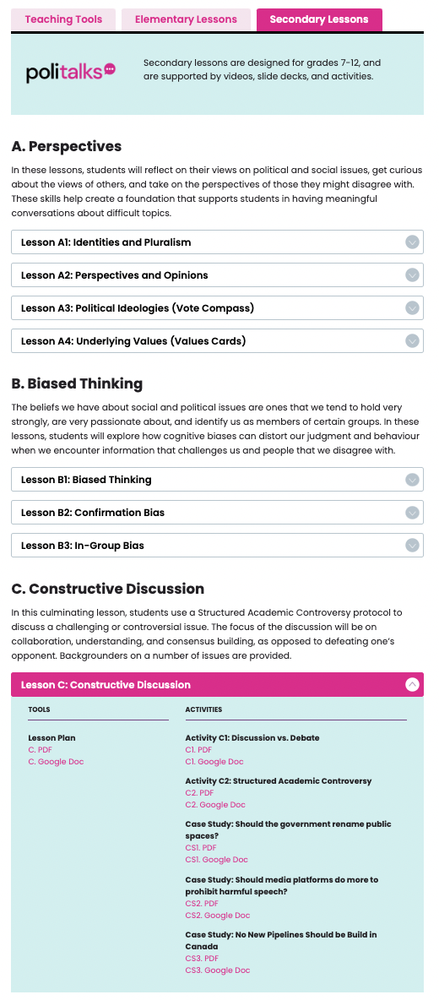 Teaching Tools
Elementary Lessons
Secondary Lessons
politalks
Secondary lessons are designed for grades 7-12, and
are supported by videos, slide decks, and activities.
A. Perspectives
In these lessons, students will reflect on their views on political and social issues, get curious
about the views of others, and take on the perspectives of those they might disagree with.
These skills help create a foundation that supports students in having meaningful
conversations about difficult topics.
Lesson A1: Identities and Pluralism
Lesson A2: Perspectives and Opinions
Lesson A3: Political Ideologies (Vote Compass)
Lesson A4: Underlying Values (Values Cards)
B. Biased Thinking
The beliefs we have about social and political issues are ones that we tend to hold very
strongly, are very passionate about, and identify us as members of certain groups. In these
lessons, students will explore how cognitive biases can distort our judgment and behaviour
when we encounter information that challenges us and people that we disagree with.
Lesson B1: Biased Thinking
Lesson B2: Confirmation Bias
Lesson B3: In-Group Bias
C. Constructive Discussion
In this culminating lesson, students use a Structured Academic Controversy protocol to
discuss a challenging or controversial issue. The focus of the discussion will be on
collaboration, understanding, and consensus building, as opposed to defeating one's
opponent. Backgrounders on a number of issues are provided.
Lesson C: Constructive Discussion
TOOLS
Lesson Plan
C. PDF
C. Google Doc
ACTIVITIES
Activity C1: Discussion vs. Debate
C1. PDF
C1. Google Doc
Activity C2: Structured Academic Controversy
C2. PDF
C2. Google Doc
Case Study: Should the government rename public
spaces?
CS1. PDF
CS1. Google Doc
Case Study: Should media platforms do more to
prohibit harmful speech?
CS2. PDF
CS2. Google Doc
Case Study: No New Pipelines Should be Build in
Canada
CS3. PDF
CS3. Google Doc